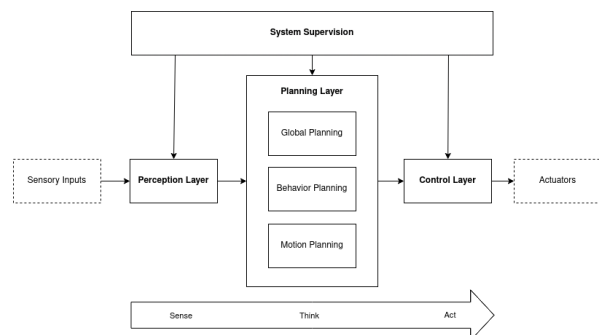 System Supervision
Planning Layer
Global Planning
Sensory Inputs
Perception Layer
Behavior Planning
Control Layer
Actuators
Motion Planning
Sense
Think
Act